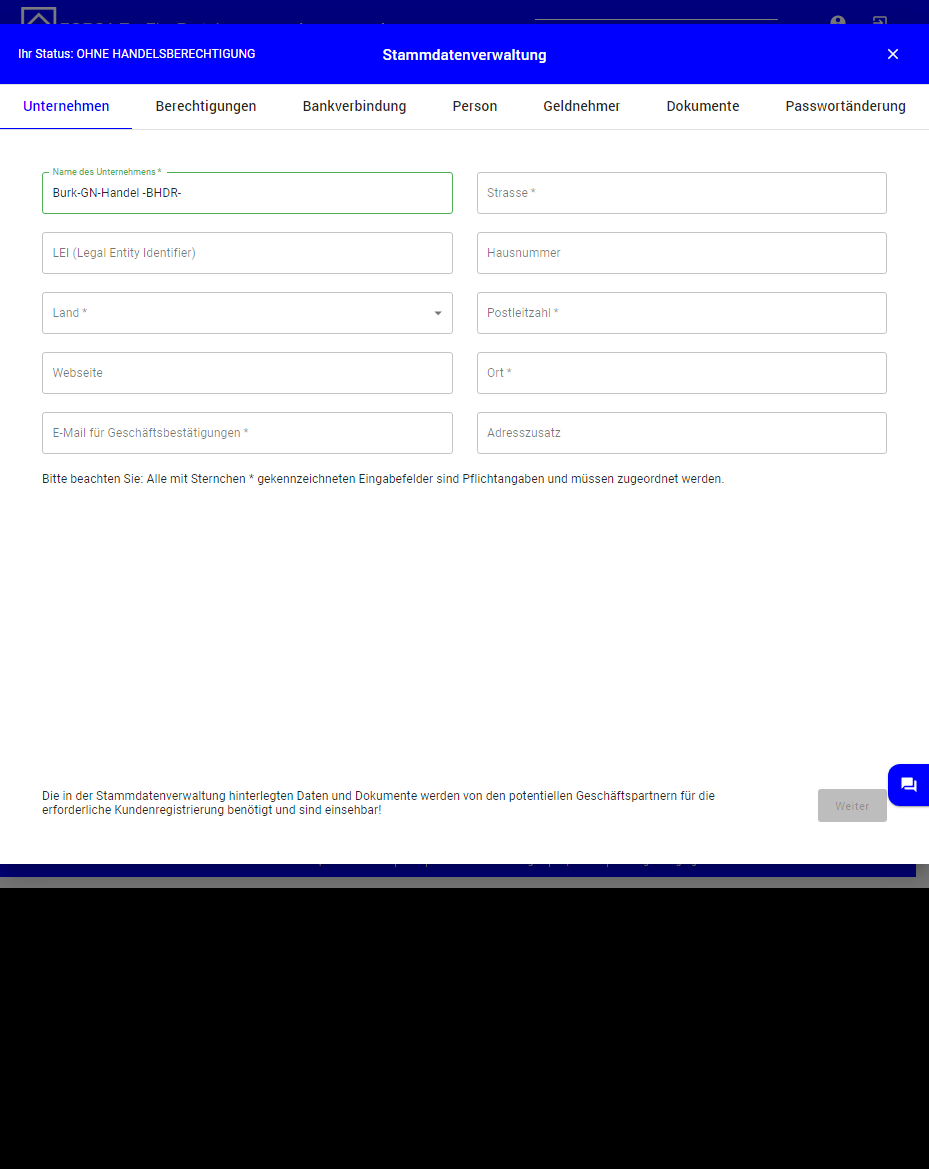 Ihr Status: OHNE HANDELSBERECHTIGUNG
Stammdatenverwaltung
Unternehmen
Berechtigungen
Bankverbindung
Person
Geldnehmer
Dokumente
Passwortänderung
Name des Unternehmens *
Burk-GN-Handel -BHDR-
Strasse *
LEI (Legal Entity Identifier)
Hausnummer
Land *
Postleitzahl *
Webseite
Ort *
E-Mail für Geschäftsbestätigungen *
Adresszusatz
Bitte beachten Sie: Alle mit Sternchen * gekennzeichneten Eingabefelder sind Pflichtangaben und müssen zugeordnet werden.
Die in der Stammdatenverwaltung hinterlegten Daten und Dokumente werden von den potentiellen Geschäftspartnern für die
erforderliche Kundenregistrierung benötigt und sind einsehbar!
Weiter